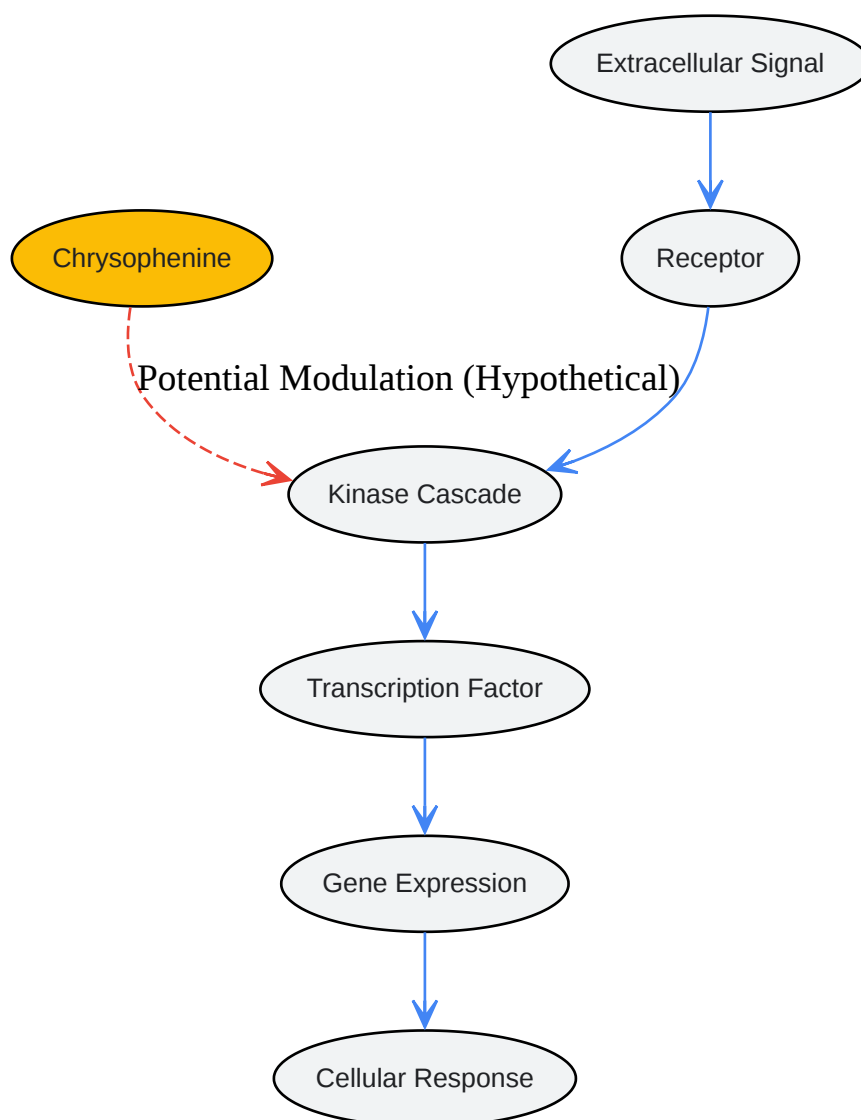 Extracellular Signal
Chrysophenine
Receptor
Potential Modulation (Hypothetical)
Kinase Cascade
Transcription Factor
Gene Expression
Cellular Response